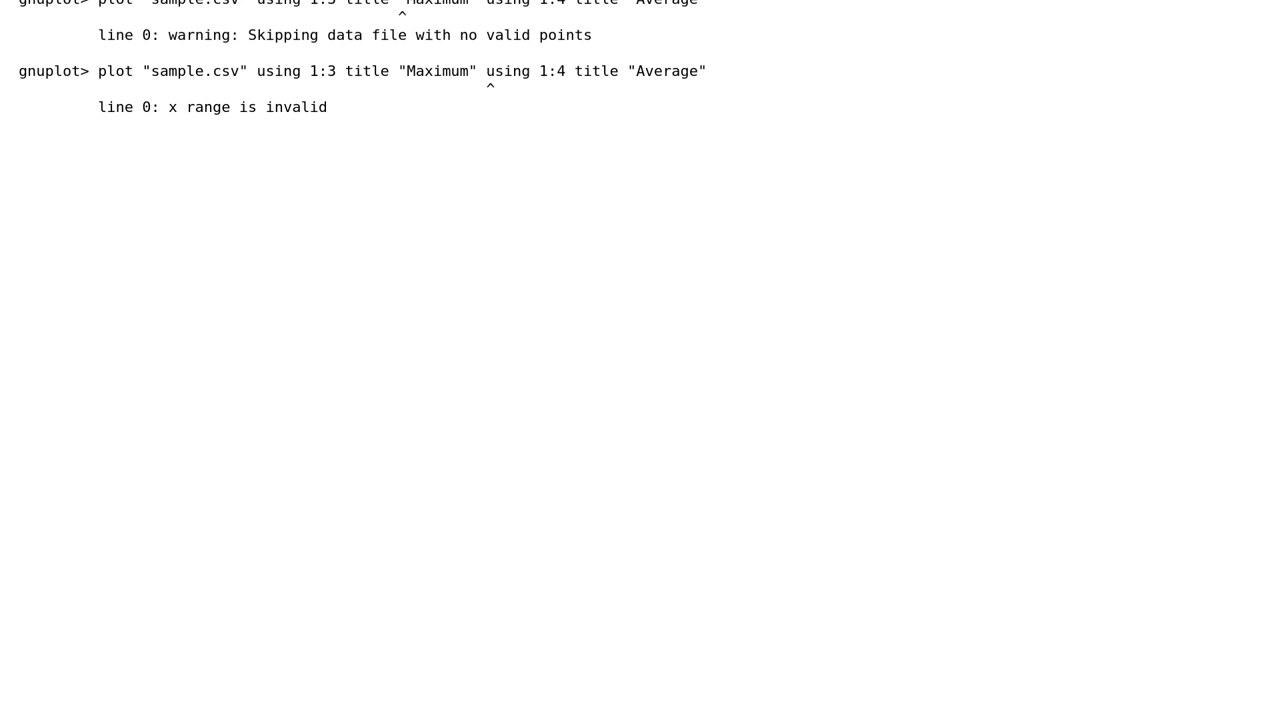 gnuplot> plot "sample.csv" using 1:3 title "Maximum" using 1:4 title "Average"
^
line 0: warning: Skipping data file with no valid points
gnuplot> plot "sample.csv" using 1:3 title "Maximum" using 1:4 title "Average"
^
line 0: x range is invalid